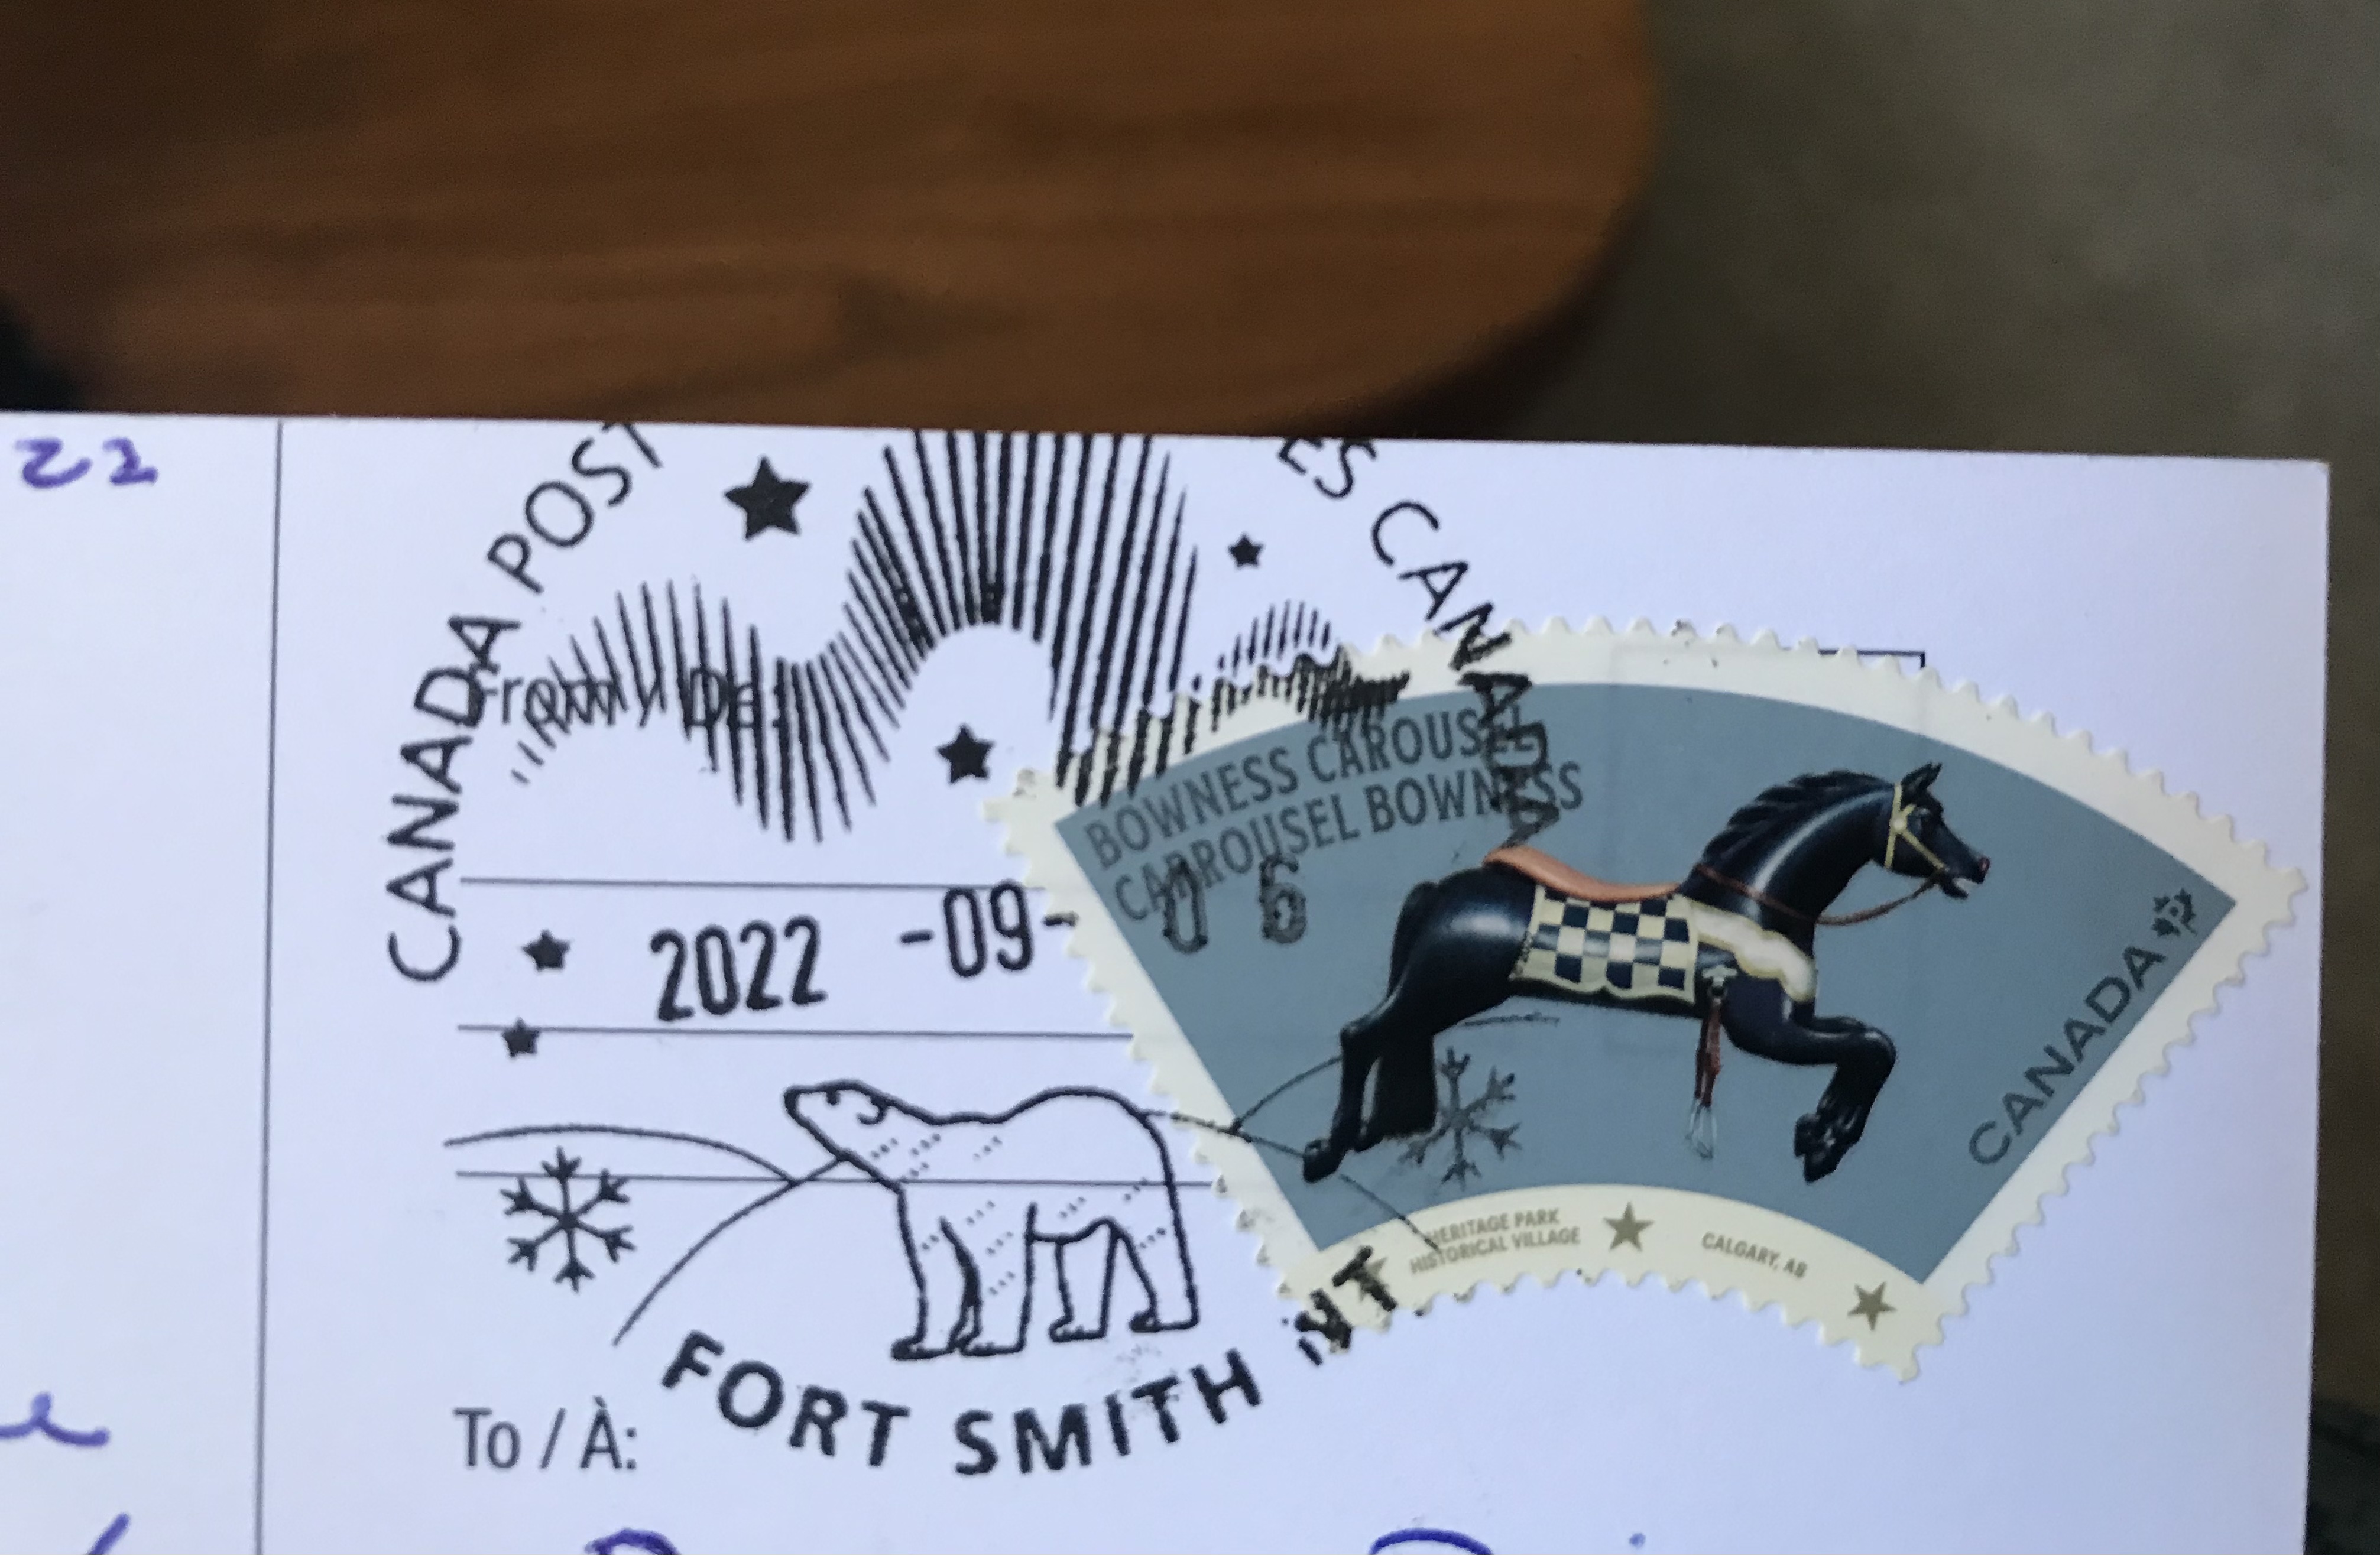 22
CANADA POST
ES CANADA
From / De:
BOWNESS CAROUSEL
CARROUSEL BOWNESS
2022 -09- 06
CANADA
P
HERITAGE PARK
HISTORICAL VILLAGE
CALGARY, AB
FORT SMITH NT
To / À: